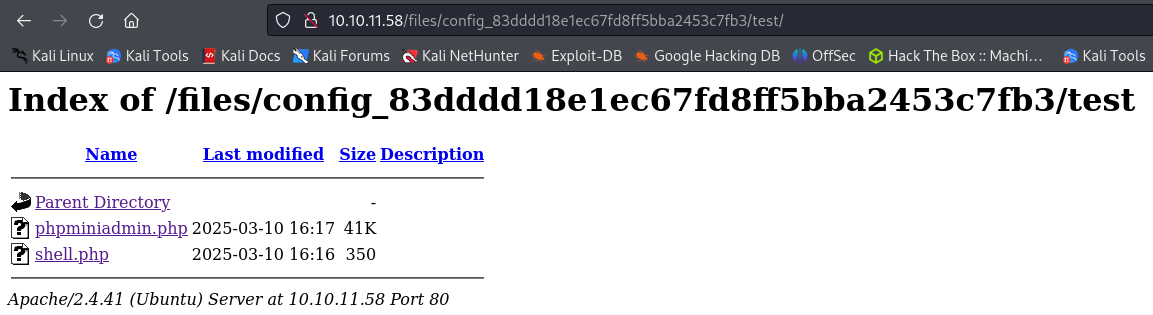 10.10.11.58/files/config_83dddd18e1ec67fd8ff5bba2453c7fb3/test/
Kali Linux Kali Tools Kali Docs Kali Forums Kali NetHunter Exploit-DB Google Hacking DB OffSec Hack The Box :: Machi… Kali Tools
Index of /files/config_83dddd18e1ec67fd8ff5bba2453c7fb3/test
Name Last modified Size Description
Parent Directory -
phpminiadmin.php 2025-03-10 16:17 41K
shell.php 2025-03-10 16:16 350
Apache/2.4.41 (Ubuntu) Server at 10.10.11.58 Port 80